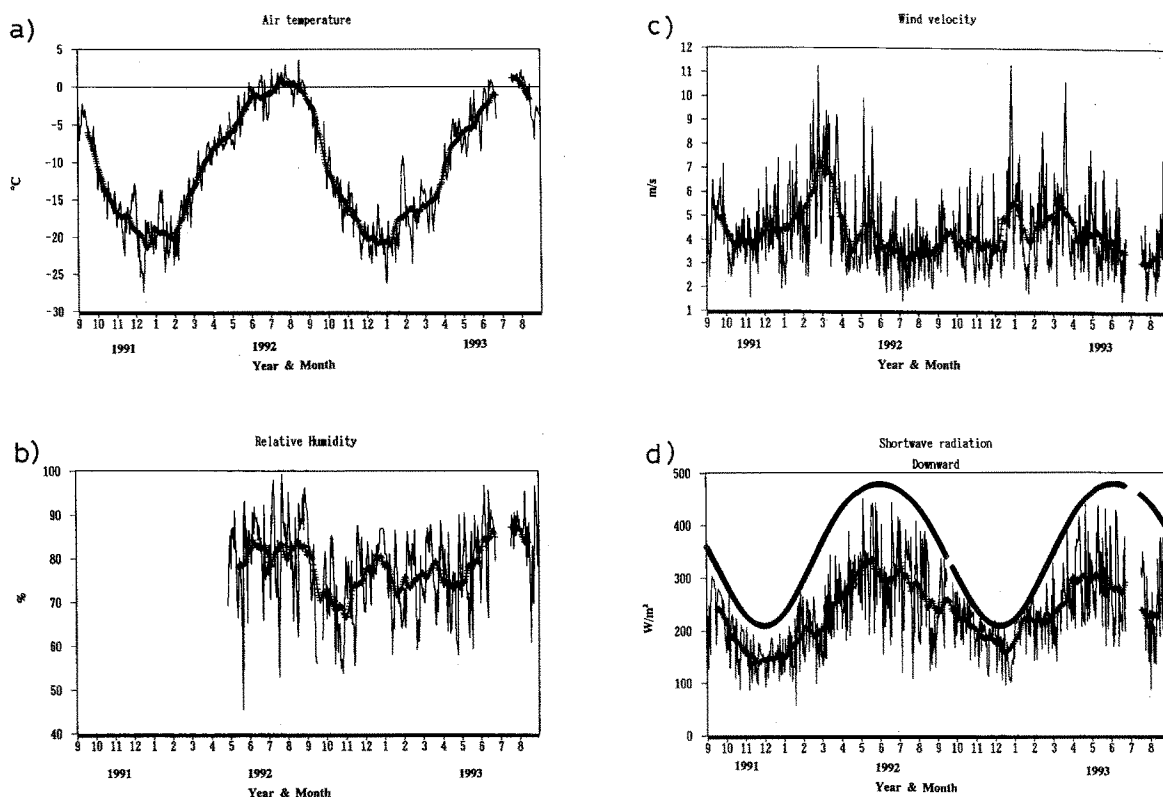 a)
Air temperature
5
0
-5
-10
-15
-20
-25
-30
°C
9 10 11 12 1 2 3 4 5 6 7 8 9 10 11 12 1 2 3 4 5 6 7 8
1991 1992 1993
Year & Month
c)
Wind velocity
12
11
10
9
8
7
6
5
4
3
2
1
m/s
9 10 11 12 1 2 3 4 5 6 7 8 9 10 11 12 1 2 3 4 5 6 7 8
1991 1992 1993
Year & Month
b)
Relative Humidity
100
90
80
70
60
50
40
%
9 10 11 12 1 2 3 4 5 6 7 8 9 10 11 12 1 2 3 4 5 6 7 8
1991 1992 1993
Year & Month
d)
Shortwave radiation
Downward
500
400
300
200
100
0
W/m²
9 10 11 12 1 2 3 4 5 6 7 8 9 10 11 12 1 2 3 4 5 6 7 8
1991 1992 1993
Year & Month